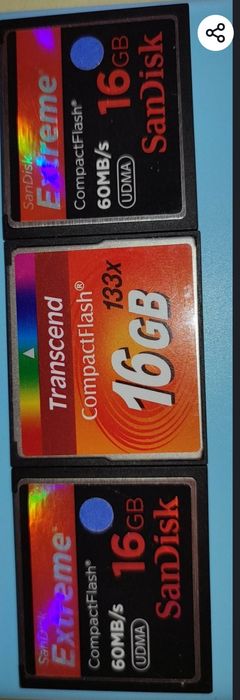 SanDisk
Extreme
CompactFlash®
60MB/s
UDMA
16GB
SanDisk
Transcend
CompactFlash®
133x
16GB
SanDisk
Extreme
CompactFlash®
60MB/s
UDMA
16GB
SanDisk